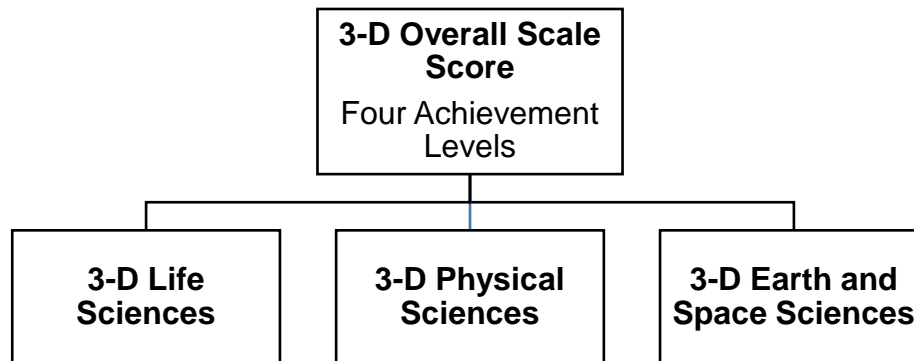 3-D Overall Scale
Score
Four Achievement
Levels
3-D Life
Sciences
3-D Physical
Sciences
3-D Earth and
Space Sciences